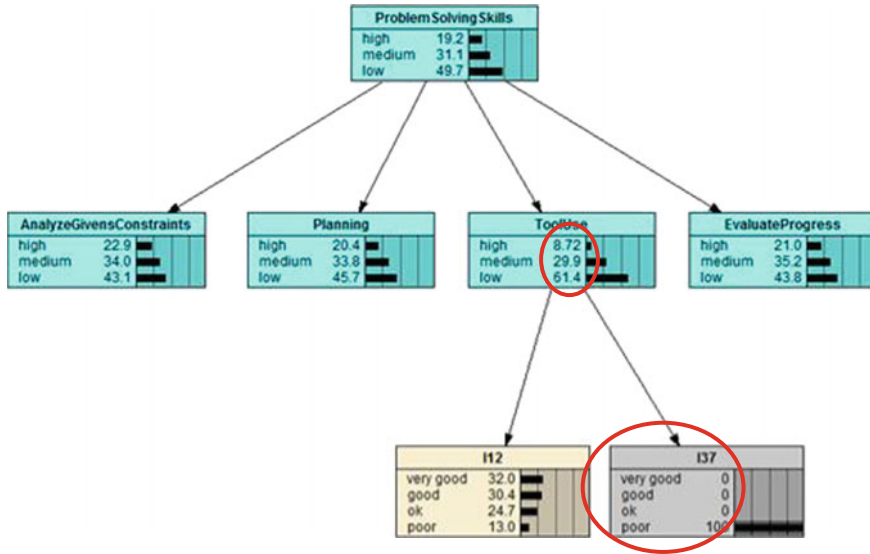 ProblemSolvingSkills
high 19.2
medium 31.1
low 49.7
AnalyzeGivensConstraints
high 22.9
medium 34.0
low 43.1
Planning
high 20.4
medium 33.8
low 45.7
ToolUse
high 8.72
medium 29.9
low 61.4
EvaluateProgress
high 21.0
medium 35.2
low 43.8
I12
very good 32.0
good 30.4
ok 24.7
poor 13.0
I37
very good 0
good 0
ok 0
poor 100